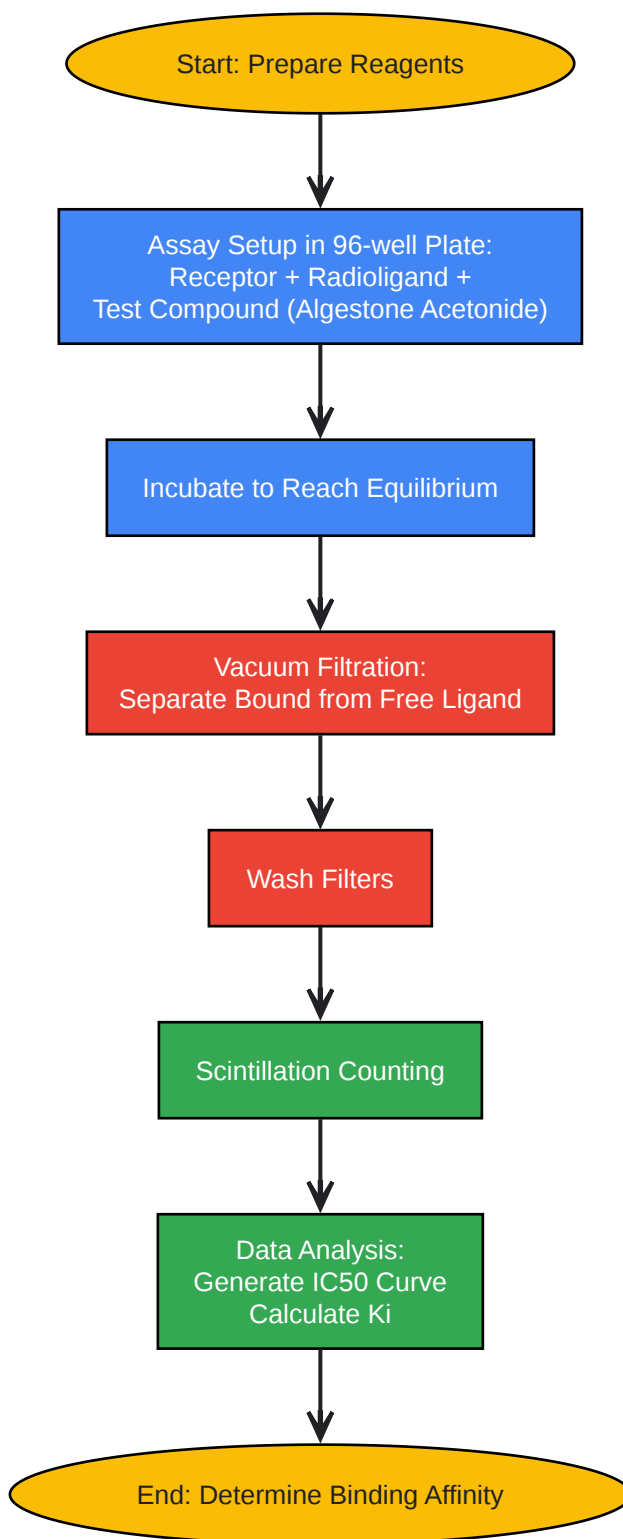 Start: Prepare Reagents
Assay Setup in 96-well Plate:
Receptor + Radioligand +
Test Compound (Algestone Acetonide)
Incubate to Reach Equilibrium
Vacuum Filtration:
Separate Bound from Free Ligand
Wash Filters
Scintillation Counting
Data Analysis:
Generate IC50 Curve
Calculate Ki
End: Determine Binding Affinity